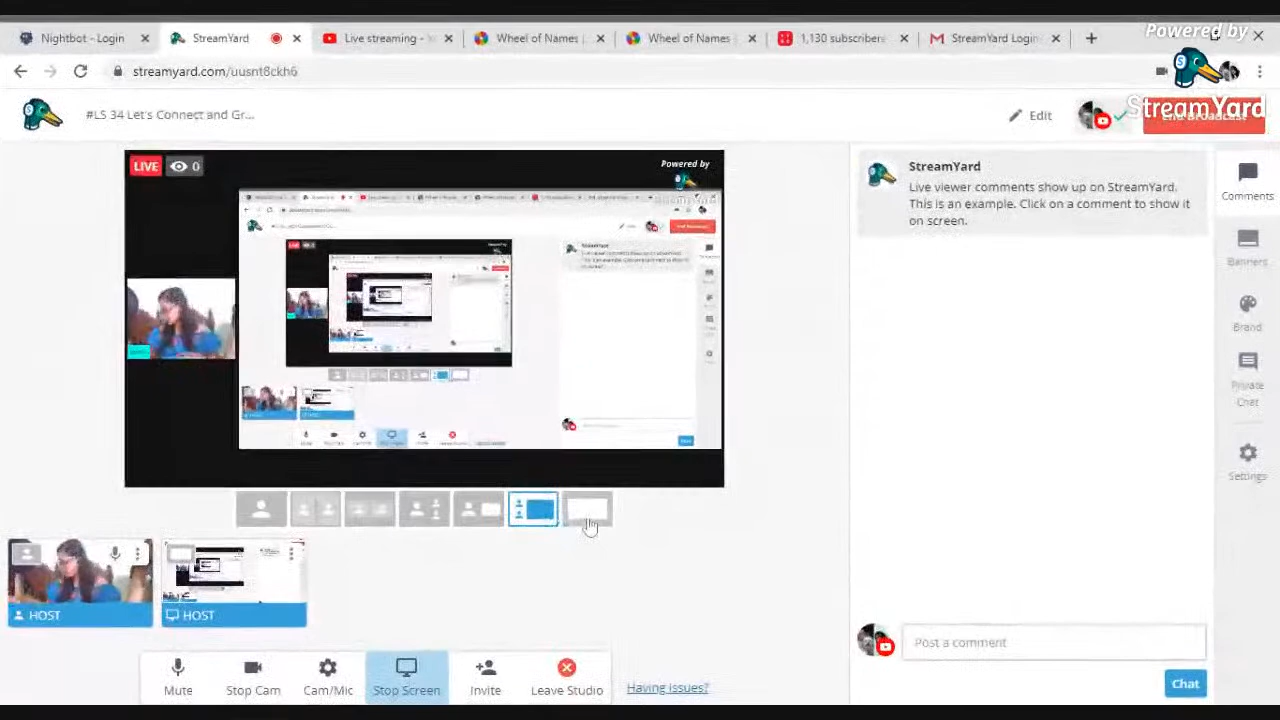 Nightbot - Login
StreamYard
Live streaming - Y
Wheel of Names |
Wheel of Names |
1,130 subscribers
StreamYard Login
Powered by
streamyard.com/uusnt8ckh6
#LS 34 Let's Connect and Gr...
Edit
StreamYard
End Broadcast
LIVE
0
Powered by
StreamYard
Live viewer comments show up on StreamYard.
This is an example. Click on a comment to show it
on screen.
Comments
Banners
Brand
Private
Chat
Settings
HOST
HOST
Post a comment
Chat
Mute
Stop Cam
Cam/Mic
Stop Screen
Invite
Leave Studio
Having issues?